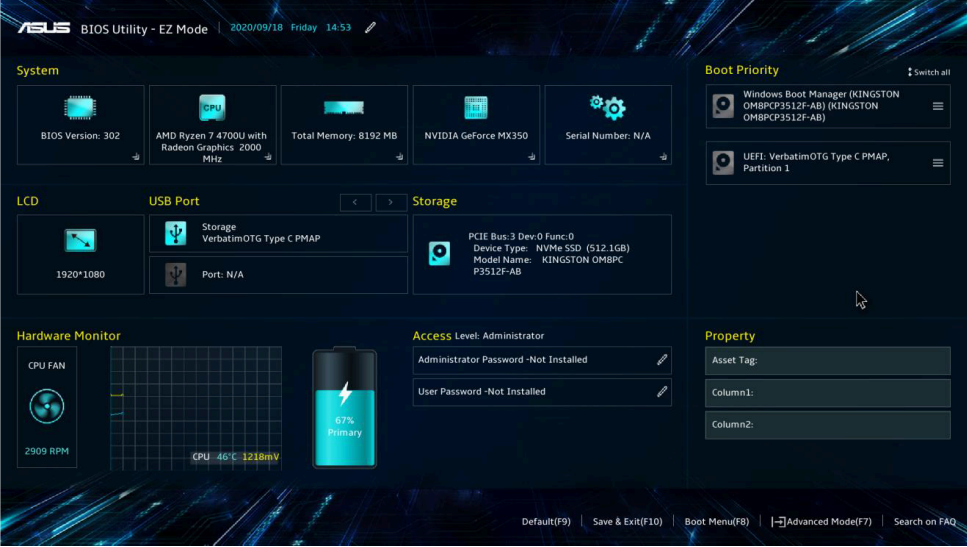 ASUS BIOS Utility - EZ Mode
2020/09/18 Friday 14:53
System
BIOS Version: 302
CPU
AMD Ryzen 7 4700U with
Radeon Graphics 2000
MHz
Total Memory: 8192 MB
NVIDIA GeForce MX350
Serial Number: N/A
Boot Priority
Switch all
Windows Boot Manager (KINGSTON
OM8PCP3512F-AB) (KINGSTON
OM8PCP3512F-AB)
UEFI: VerbatimOTG Type C PMAP,
Partition 1
LCD
1920*1080
USB Port
<
>
Storage
VerbatimOTG Type C PMAP
Port: N/A
Storage
PCIE Bus:3 Dev:0 Func:0
Device Type: NVMe SSD (512.1GB)
Model Name: KINGSTON OM8PC
P3512F-AB
Hardware Monitor
CPU FAN
2909 RPM
CPU 46°C 1218mV
67%
Primary
Access Level: Administrator
Administrator Password -Not Installed
User Password -Not Installed
Property
Asset Tag:
Column1:
Column2:
Default(F9)
Save & Exit(F10)
Boot Menu(F8)
Advanced Mode(F7)
Search on FAQ